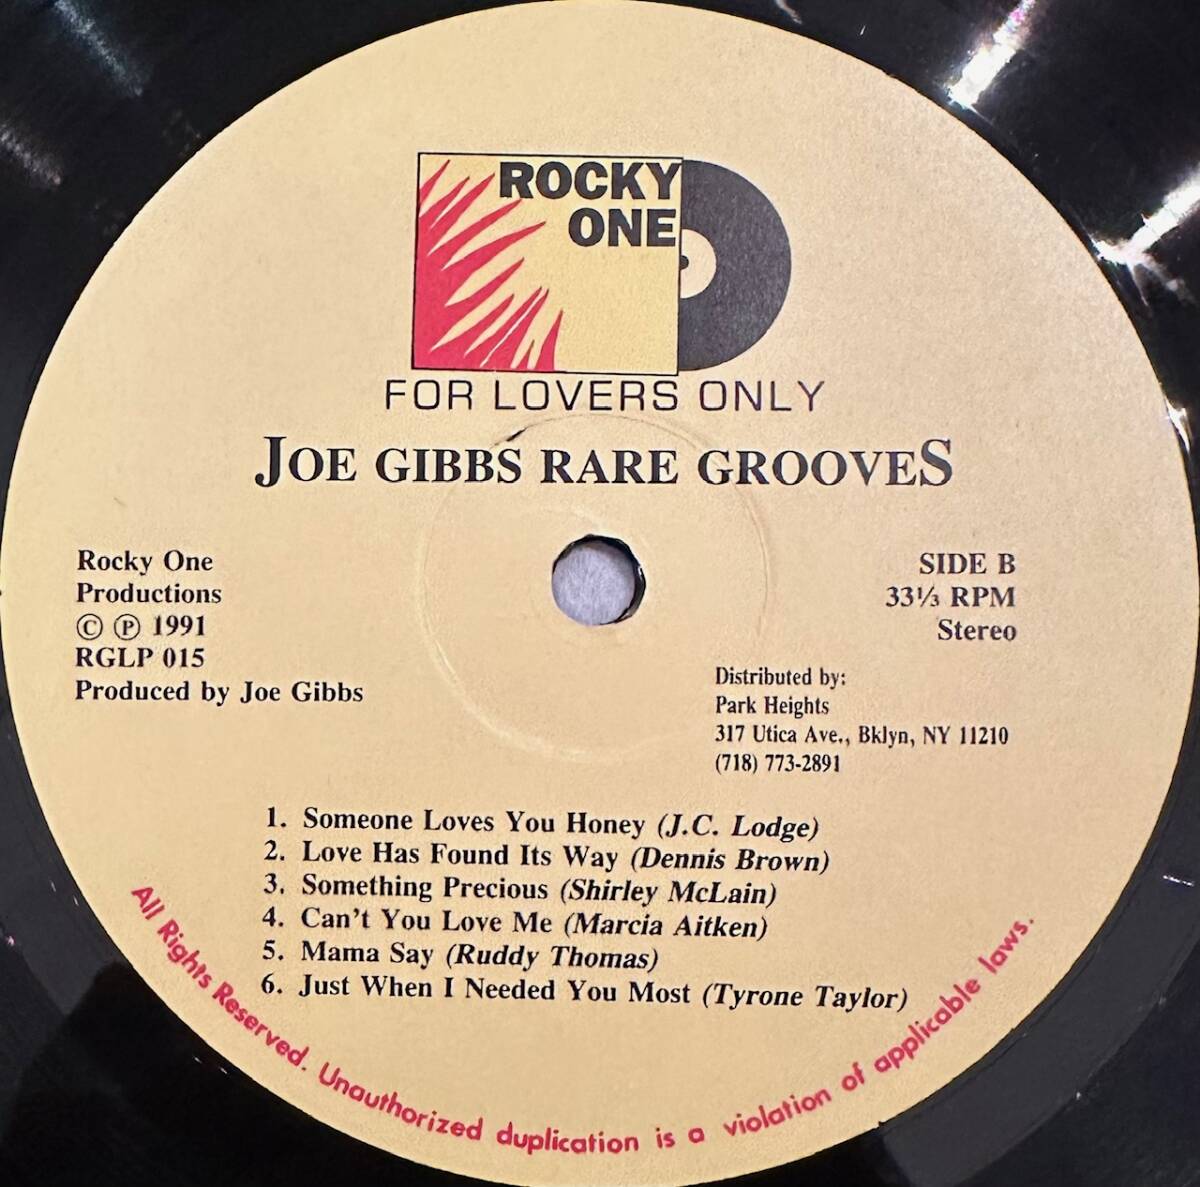 ROCKY
ONE
FOR LOVERS ONLY
JOE GIBBS RARE GROOVES
Rocky One
Productions
© ℗ 1991
RGLP 015
Produced by Joe Gibbs
SIDE B
33⅓ RPM
Stereo
Distributed by:
Park Heights
317 Utica Ave., Bklyn, NY 11210
(718) 773-2891
1. Someone Loves You Honey (J.C. Lodge)
2. Love Has Found Its Way (Dennis Brown)
3. Something Precious (Shirley McLain)
4. Can't You Love Me (Marcia Aitken)
5. Mama Say (Ruddy Thomas)
6. Just When I Needed You Most (Tyrone Taylor)
All Rights Reserved. Unauthorized duplication is a violation of applicable laws.